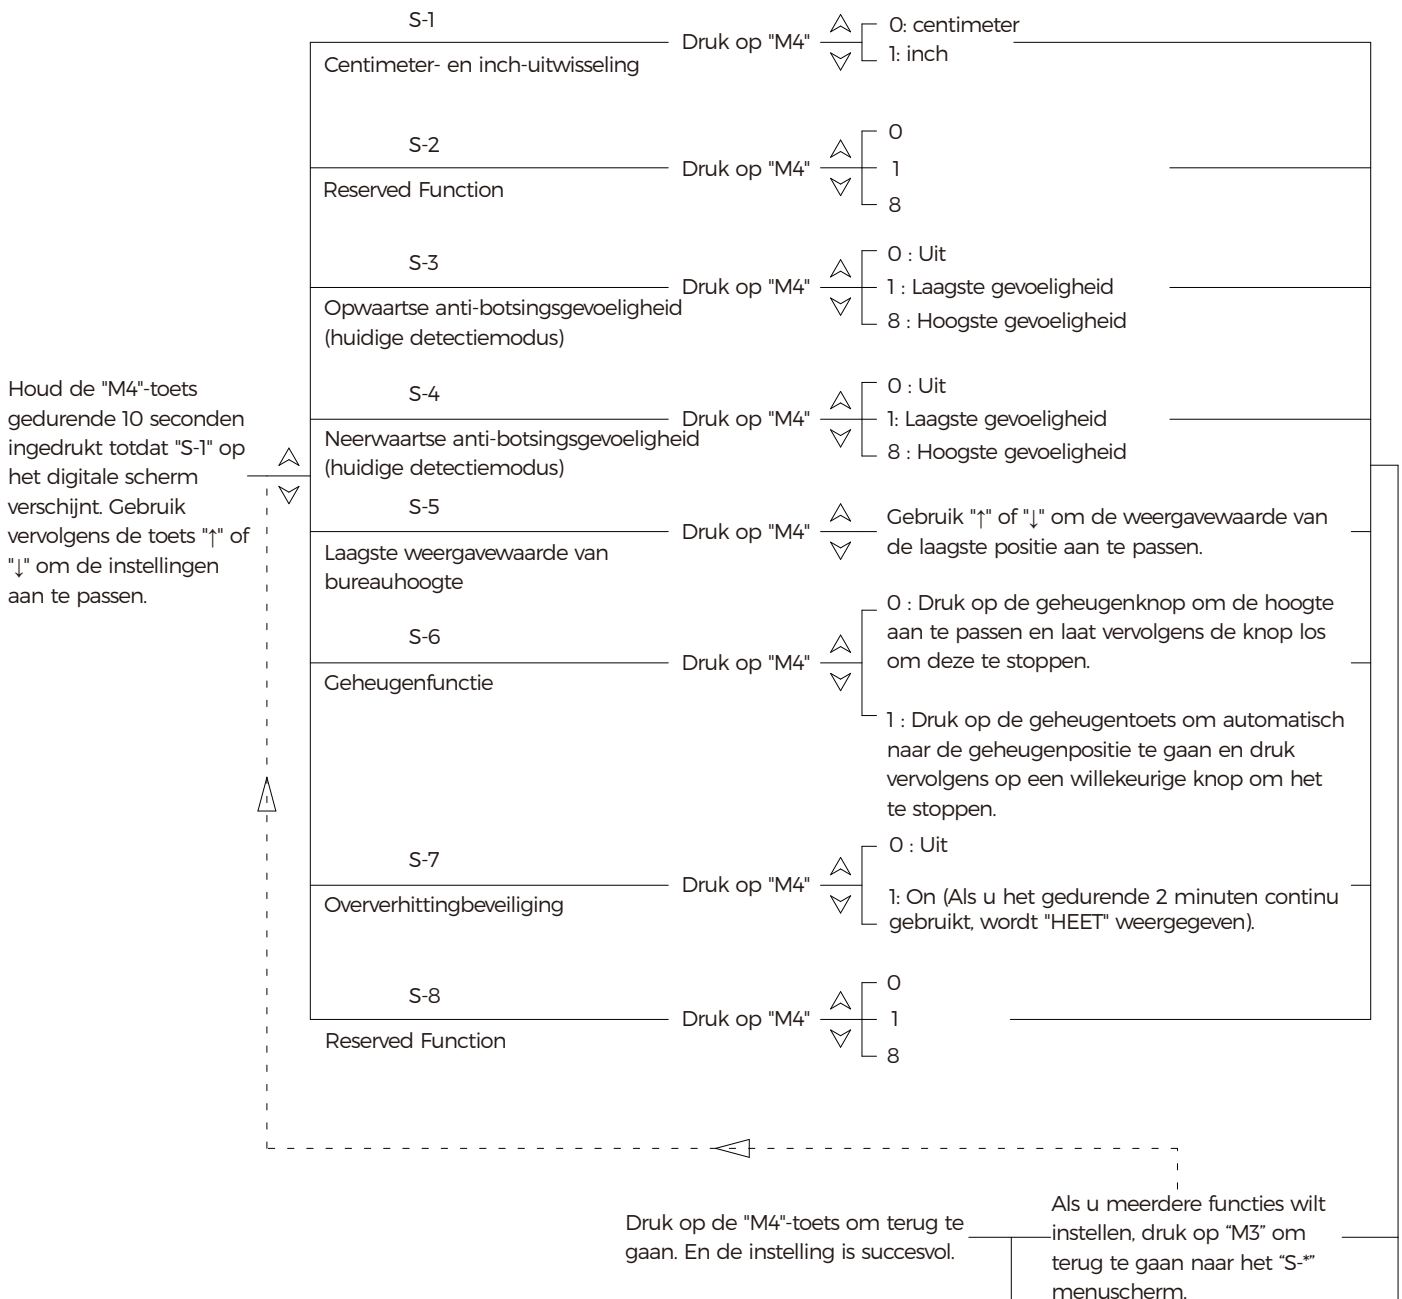 S-1
Druk op "M4"
0: centimeter
1: inch
Centimeter- en inch-uitwisseling
S-2
Druk op "M4"
0
1
8
Reserved Function
S-3
Druk op "M4"
0 : Uit
1 : Laagste gevoeligheid
8 : Hoogste gevoeligheid
Opwaartse anti-botsingsgevoeligheid
(huidige detectiemodus)
Houd de "M4"-toets
gedurende 10 seconden
ingedrukt totdat "S-1" op
het digitale scherm
verschijnt. Gebruik
vervolgens de toets "↑" of
"↓" om de instellingen
aan te passen.
S-4
Druk op "M4"
0 : Uit
1: Laagste gevoeligheid
8 : Hoogste gevoeligheid
Neerwaartse anti-botsingsgevoeligheid
(huidige detectiemodus)
S-5
Druk op "M4"
Gebruik "↑" of "↓" om de weergavewaarde van
de laagste positie aan te passen.
Laagste weergavewaarde van
bureauhoogte
S-6
Druk op "M4"
0 : Druk op de geheugenknop om de hoogte
aan te passen en laat vervolgens de knop los
om deze te stoppen.
Geheugenfunctie
1 : Druk op de geheugentoets om automatisch
naar de geheugenpositie te gaan en druk
vervolgens op een willekeurige knop om het
te stoppen.
S-7
Druk op "M4"
0 : Uit
1: On (Als u het gedurende 2 minuten continu
gebruikt, wordt "HEET" weergegeven).
Oververhittingbeveiliging
S-8
Druk op "M4"
0
1
8
Reserved Function
Druk op de "M4"-toets om terug te
gaan. En de instelling is succesvol.
Als u meerdere functies wilt
instellen, druk op “M3” om
terug te gaan naar het “S-*”
menuscherm.